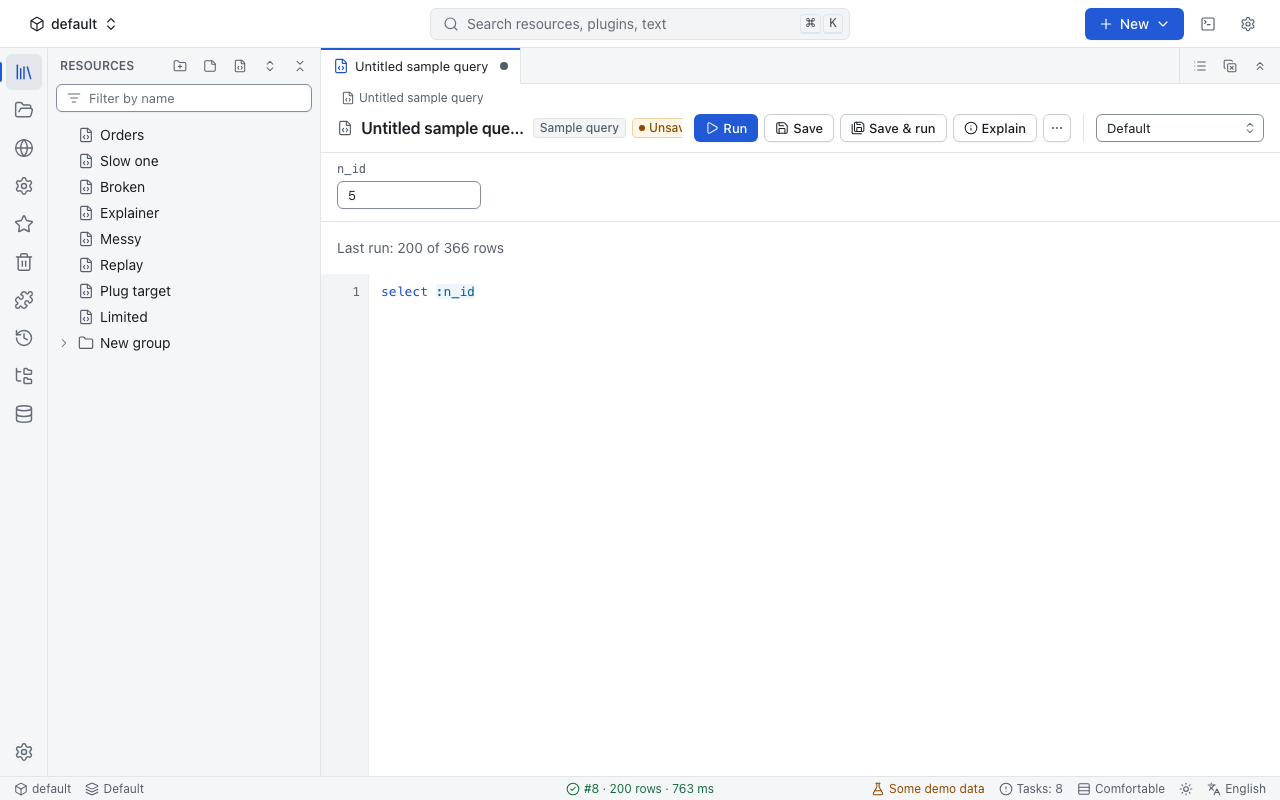 default
Search resources, plugins, text
⌘ K
New
RESOURCES
Filter by name
Orders
Slow one
Broken
Explainer
Messy
Replay
Plug target
Limited
New group
Untitled sample query
Untitled sample query
Untitled sample que...
Sample query
Unsav
Run
Save
Save & run
Explain
Default
n_id
5
Last run: 200 of 366 rows
1
select :n_id
default
Default
#8 · 200 rows · 763 ms
Some demo data
Tasks: 8
Comfortable
English